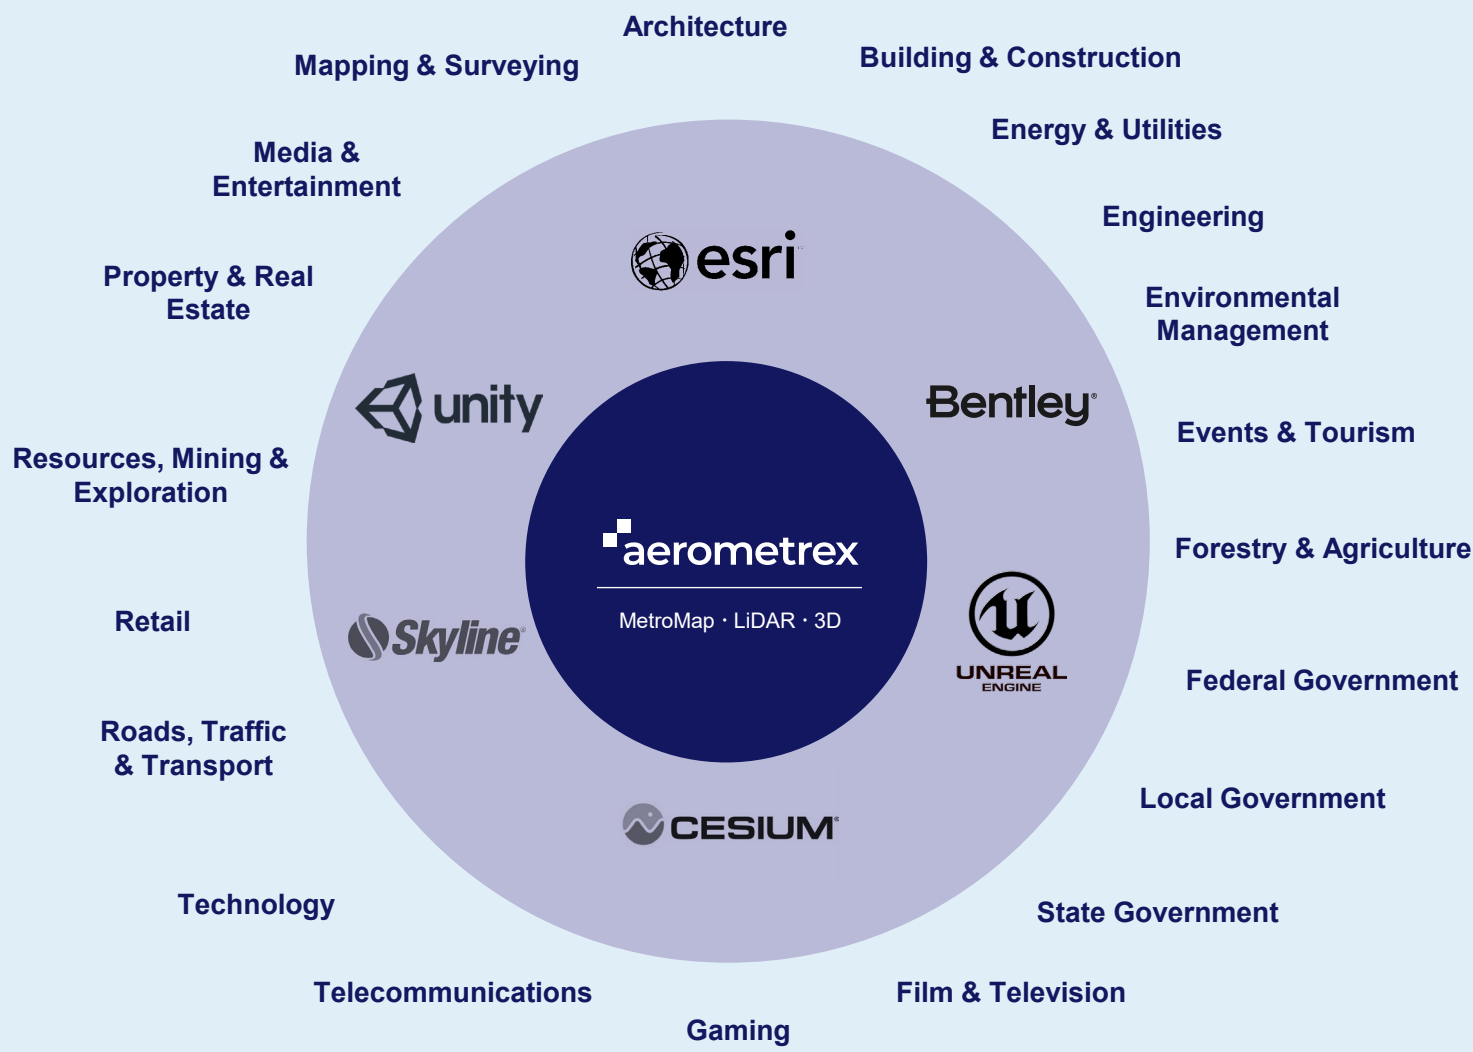 Architecture
Building & Construction
Mapping & Surveying
Energy & Utilities
Media &
Entertainment
Engineering
esri
Property & Real
Estate
Environmental
Management
unity
Bentley®
Events & Tourism
Resources, Mining &
Exploration
aerometrex
MetroMap · LiDAR · 3D
Forestry & Agriculture
Retail
Skyline®
UNREAL
ENGINE
Federal Government
Roads, Traffic
& Transport
Local Government
CESIUM®
Technology
State Government
Telecommunications
Film & Television
Gaming